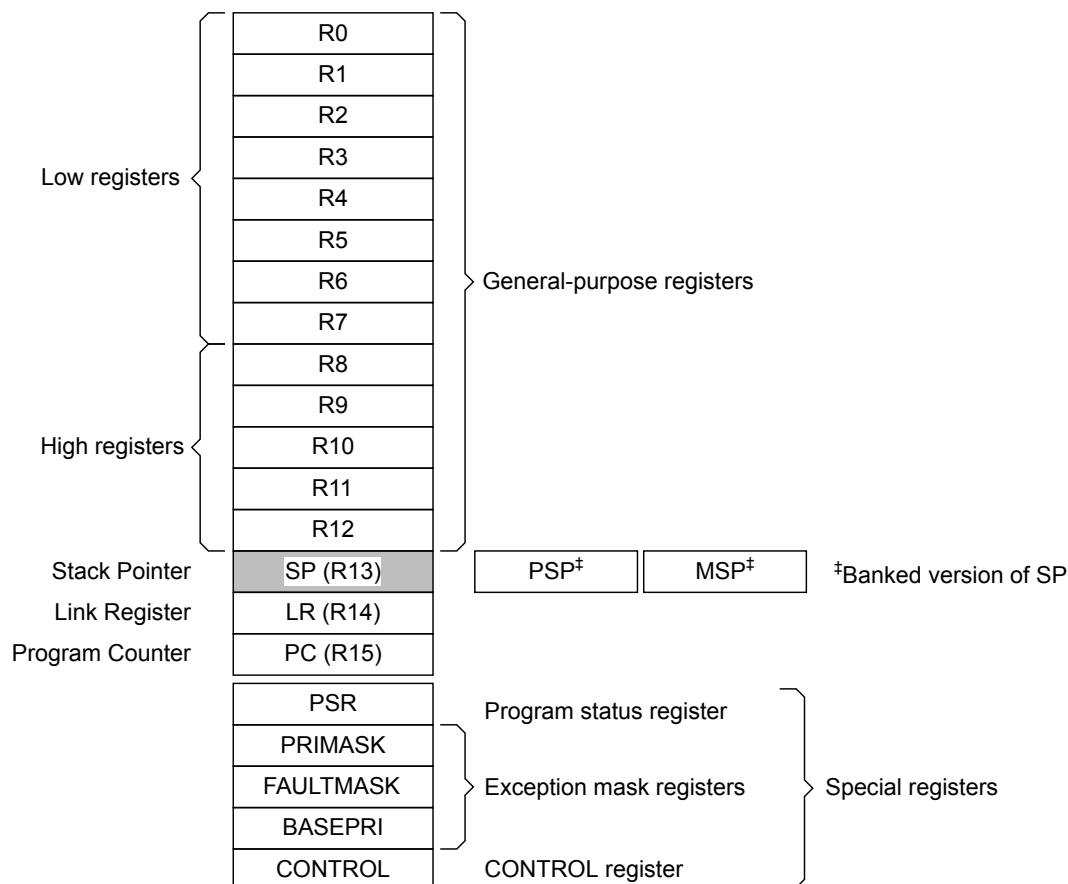 R0
R1
R2
R3
Low registers
R4
R5
R6
General-purpose registers
R7
R8
R9
High registers
R10
R11
R12
Stack Pointer SP (R13) PSP‡ MSP‡ ‡Banked version of SP
Link Register LR (R14)
Program Counter PC (R15)
PSR Program status register
PRIMASK
FAULTMASK Exception mask registers Special registers
BASEPRI
CONTROL CONTROL register